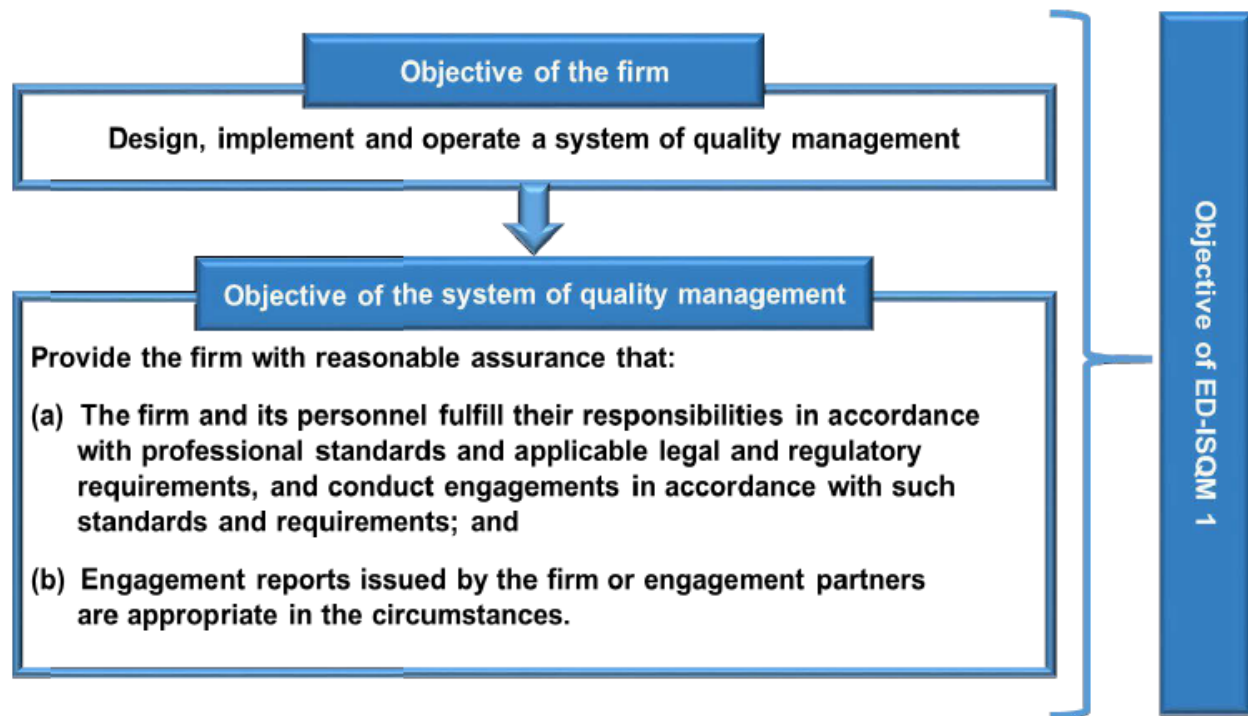 Objective of the firm
Design, implement and operate a system of quality management
Objective of the system of quality management
Provide the firm with reasonable assurance that:
(a) The firm and its personnel fulfill their responsibilities in accordance
with professional standards and applicable legal and regulatory
requirements, and conduct engagements in accordance with such
standards and requirements; and
(b) Engagement reports issued by the firm or engagement partners
are appropriate in the circumstances.
Objective of ED-ISQM 1